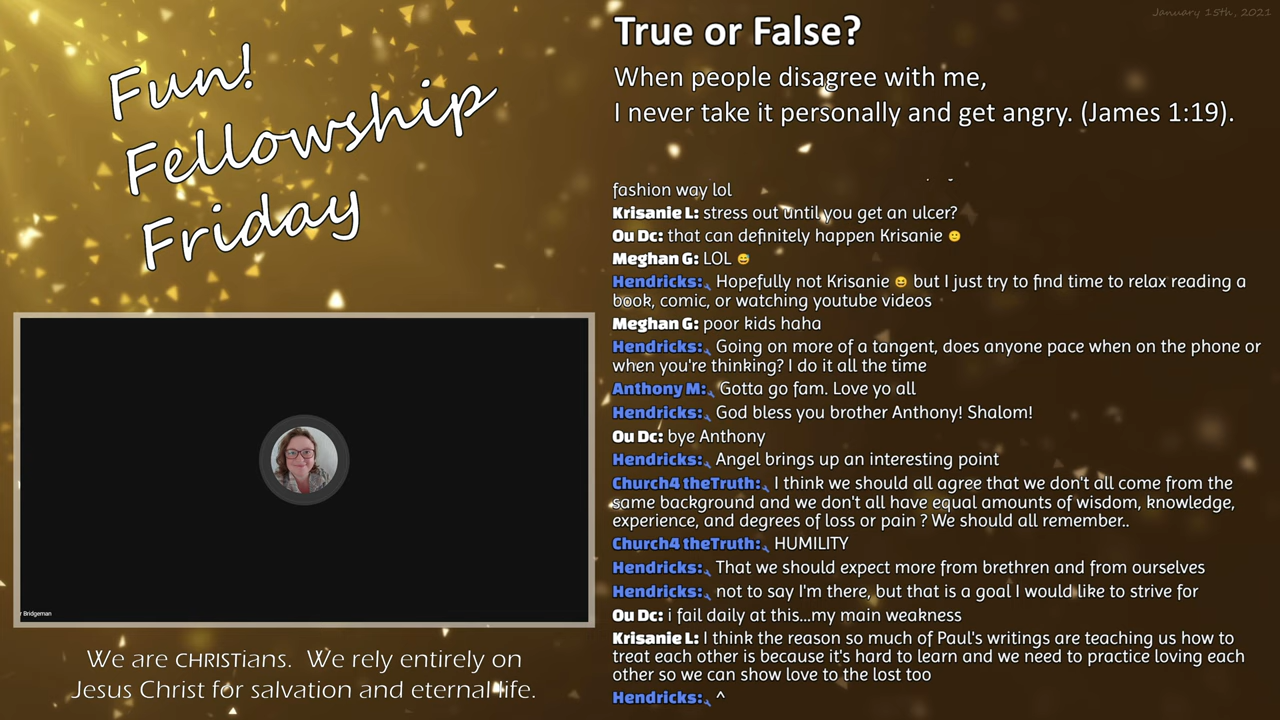 January 15th, 2021
Fun!
Fellowship
Friday
True or False?
When people disagree with me,
I never take it personally and get angry. (James 1:19).
fashion way lol
Krisanie L: stress out until you get an ulcer?
Ou Dc: that can definitely happen Krisanie 🙂
Meghan G: LOL 😅
Hendricks: Hopefully not Krisanie 😄 but I just try to find time to relax reading a
book, comic, or watching youtube videos
Meghan G: poor kids haha
Hendricks: Going on more of a tangent, does anyone pace when on the phone or
when you're thinking? I do it all the time
Anthony M: Gotta go fam. Love yo all
Hendricks: God bless you brother Anthony! Shalom!
Ou Dc: bye Anthony
Hendricks: Angel brings up an interesting point
Church4 theTruth: I think we should all agree that we don't all come from the
same background and we don't all have equal amounts of wisdom, knowledge,
experience, and degrees of loss or pain ? We should all remember..
Church4 theTruth: HUMILITY
Hendricks: That we should expect more from brethren and from ourselves
Hendricks: not to say I'm there, but that is a goal I would like to strive for
Ou Dc: i fail daily at this...my main weakness
Krisanie L: I think the reason so much of Paul's writings are teaching us how to
treat each other is because it's hard to learn and we need to practice loving each
other so we can show love to the lost too
Hendricks: ^
r Bridgeman
We are CHRISTians. We rely entirely on
Jesus Christ for salvation and eternal life.